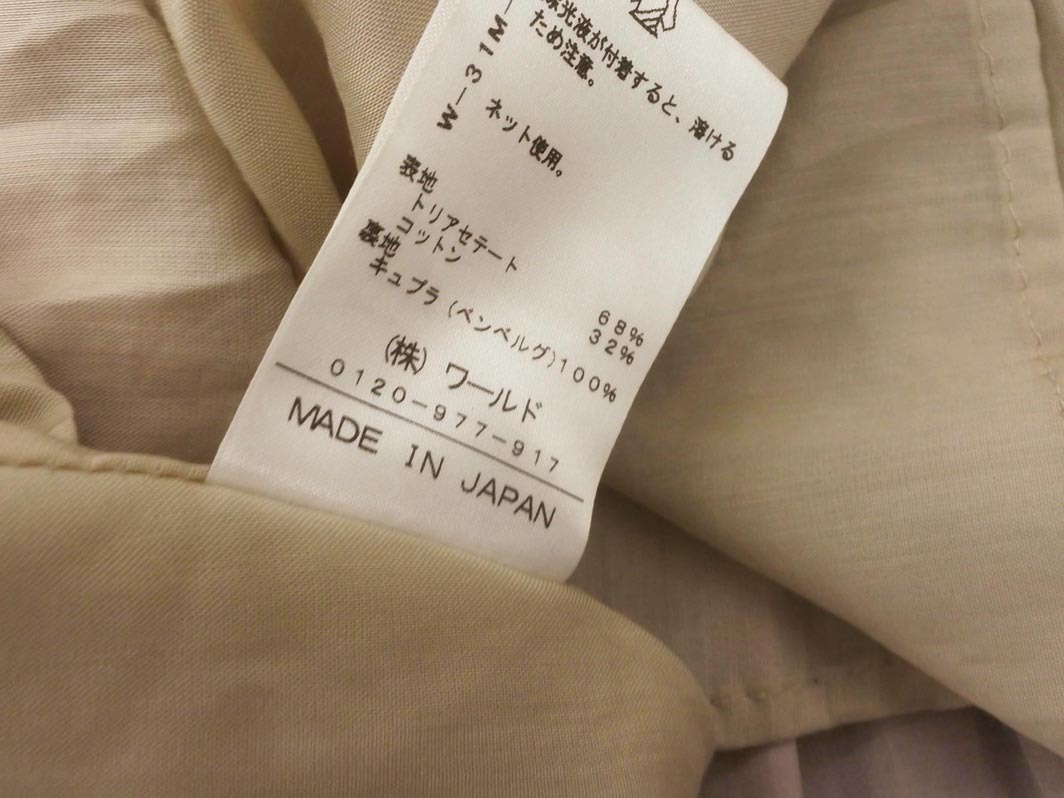 光液が付着すると、溶ける
ため注意。
W-31M
ネット使用。
表地
トリアセテート 68%
コットン 32%
裏地
キュプラ(ベンベルグ)100%
(株)ワールド
0120-977-917
MADE IN JAPAN